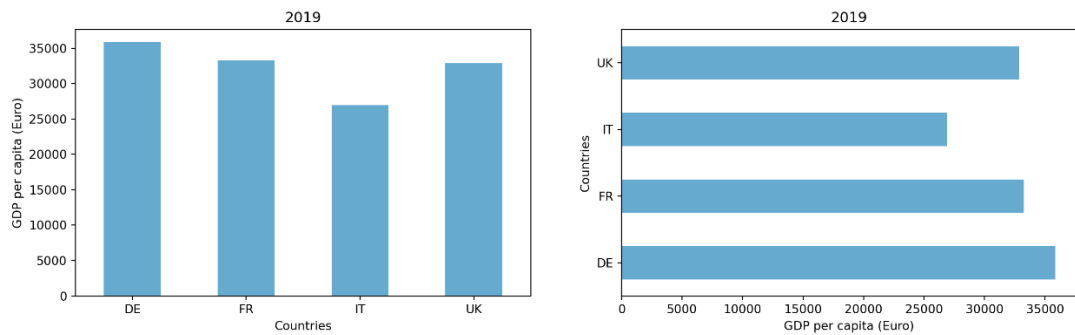 2019
35000
30000
25000
20000
15000
10000
5000
0
GDP per capita (Euro)
DE FR IT UK
Countries
2019
UK
IT
FR
DE
Countries
0 5000 10000 15000 20000 25000 30000 35000
GDP per capita (Euro)